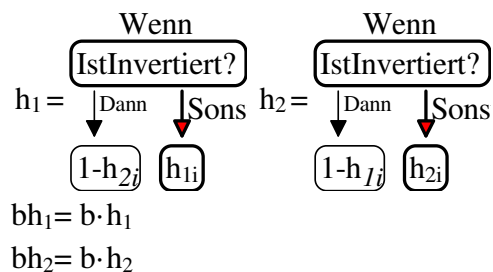 Wenn Wenn
IstInvertiert? IstInvertiert?
h₁= Dann Sons h₂= Dann Sons
1-h₂ᵢ h₁ᵢ 1-h₁ᵢ h₂ᵢ
bh₁= b·h₁
bh₂= b·h₂